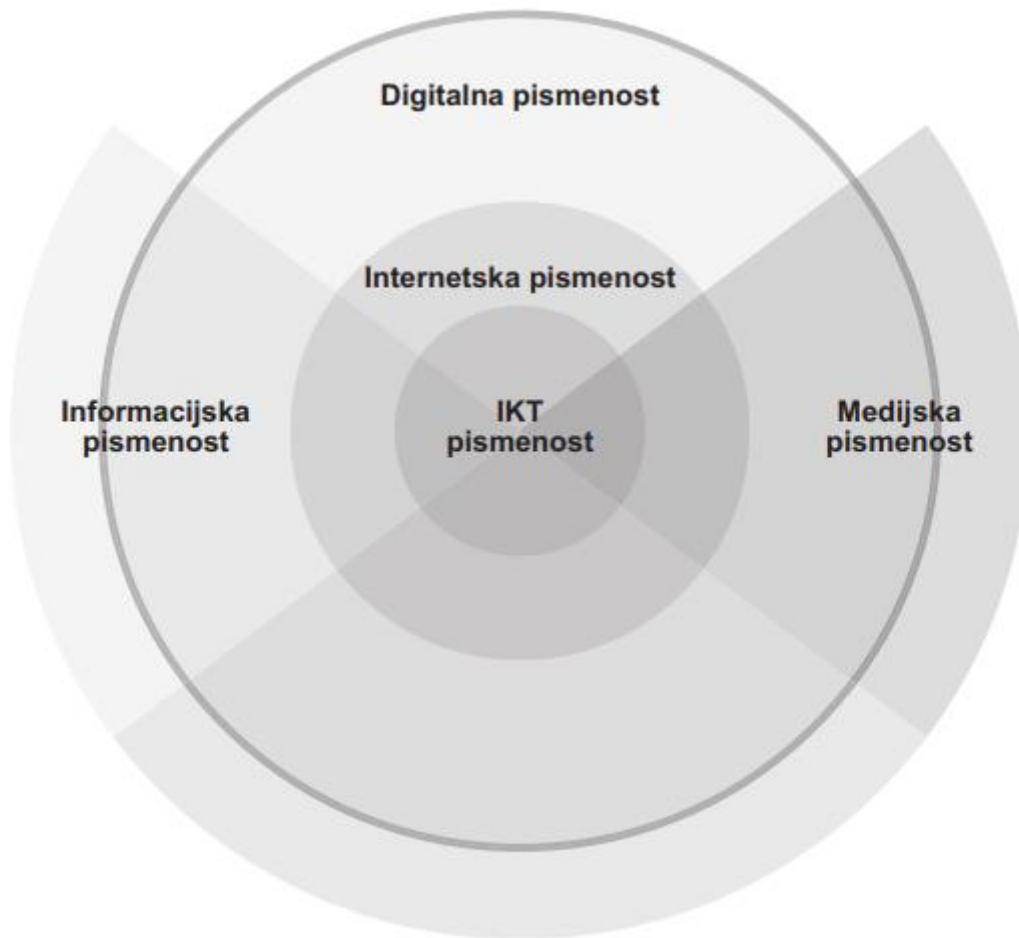 Digitalna pismenost
Internetska pismenost
Informacijska
pismenost
IKT
pismenost
Medijska
pismenost